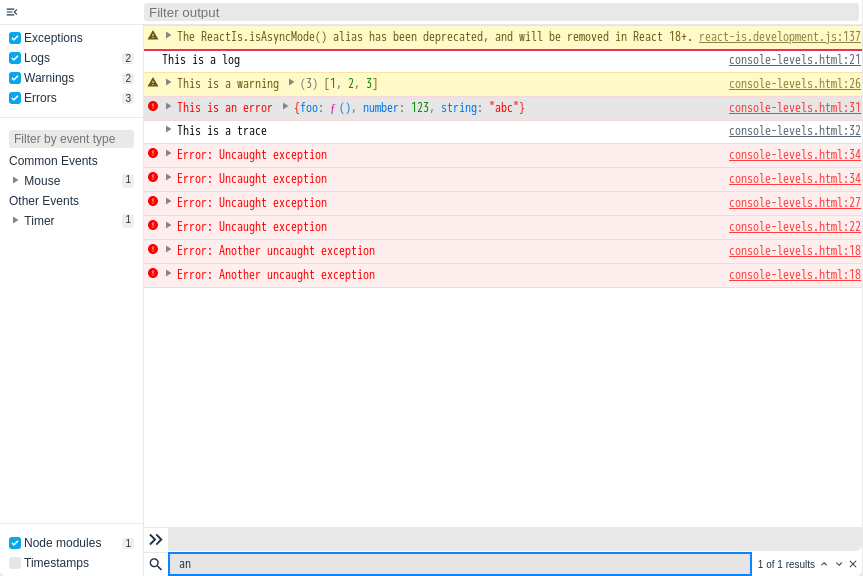 Filter output
Exceptions
Logs 2
Warnings 2
Errors 3
Filter by event type
Common Events
Mouse 1
Other Events
Timer 1
Node modules 1
Timestamps
The ReactIs.isAsyncMode() alias has been deprecated, and will be removed in React 18+. react-is.development.js:137
This is a log console-levels.html:21
This is a warning (3) [1, 2, 3] console-levels.html:26
This is an error {foo: ƒ (), number: 123, string: "abc"} console-levels.html:31
This is a trace console-levels.html:32
Error: Uncaught exception console-levels.html:34
Error: Uncaught exception console-levels.html:34
Error: Uncaught exception console-levels.html:27
Error: Uncaught exception console-levels.html:22
Error: Another uncaught exception console-levels.html:18
Error: Another uncaught exception console-levels.html:18
an 1 of 1 results